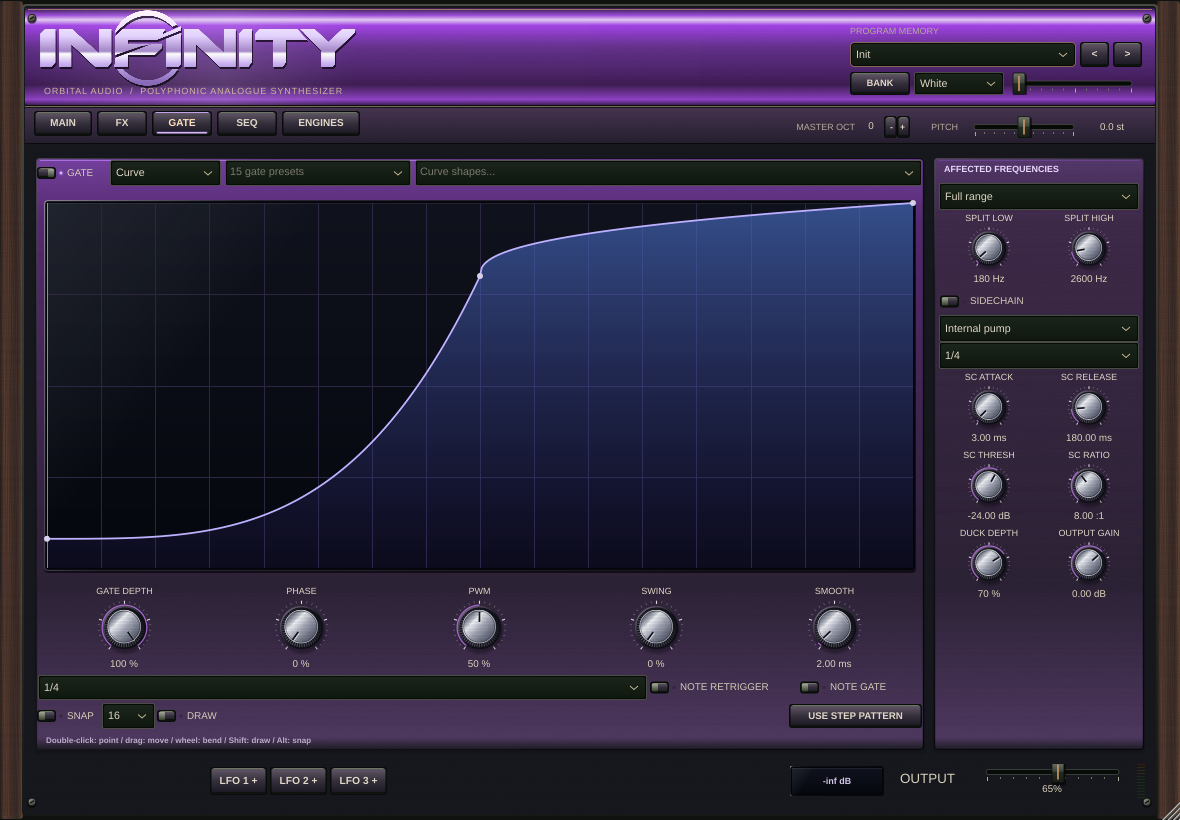 INFINITY
ORBITAL AUDIO / POLYPHONIC ANALOGUE SYNTHESIZER
PROGRAM MEMORY
Init
<
>
BANK
White
MAIN
FX
GATE
SEQ
ENGINES
MASTER OCT
0
-
+
PITCH
0.0 st
GATE
Curve
15 gate presets
Curve shapes...
AFFECTED FREQUENCIES
Full range
SPLIT LOW
SPLIT HIGH
180 Hz
2600 Hz
SIDECHAIN
Internal pump
1/4
SC ATTACK
SC RELEASE
3.00 ms
180.00 ms
SC THRESH
SC RATIO
-24.00 dB
8.00 :1
DUCK DEPTH
OUTPUT GAIN
70 %
0.00 dB
GATE DEPTH
PHASE
PWM
SWING
SMOOTH
100 %
0 %
50 %
0 %
2.00 ms
1/4
NOTE RETRIGGER
NOTE GATE
SNAP
16
DRAW
USE STEP PATTERN
Double-click: point / drag: move / wheel: bend / Shift: draw / Alt: snap
LFO 1 +
LFO 2 +
LFO 3 +
-inf dB
OUTPUT
65%